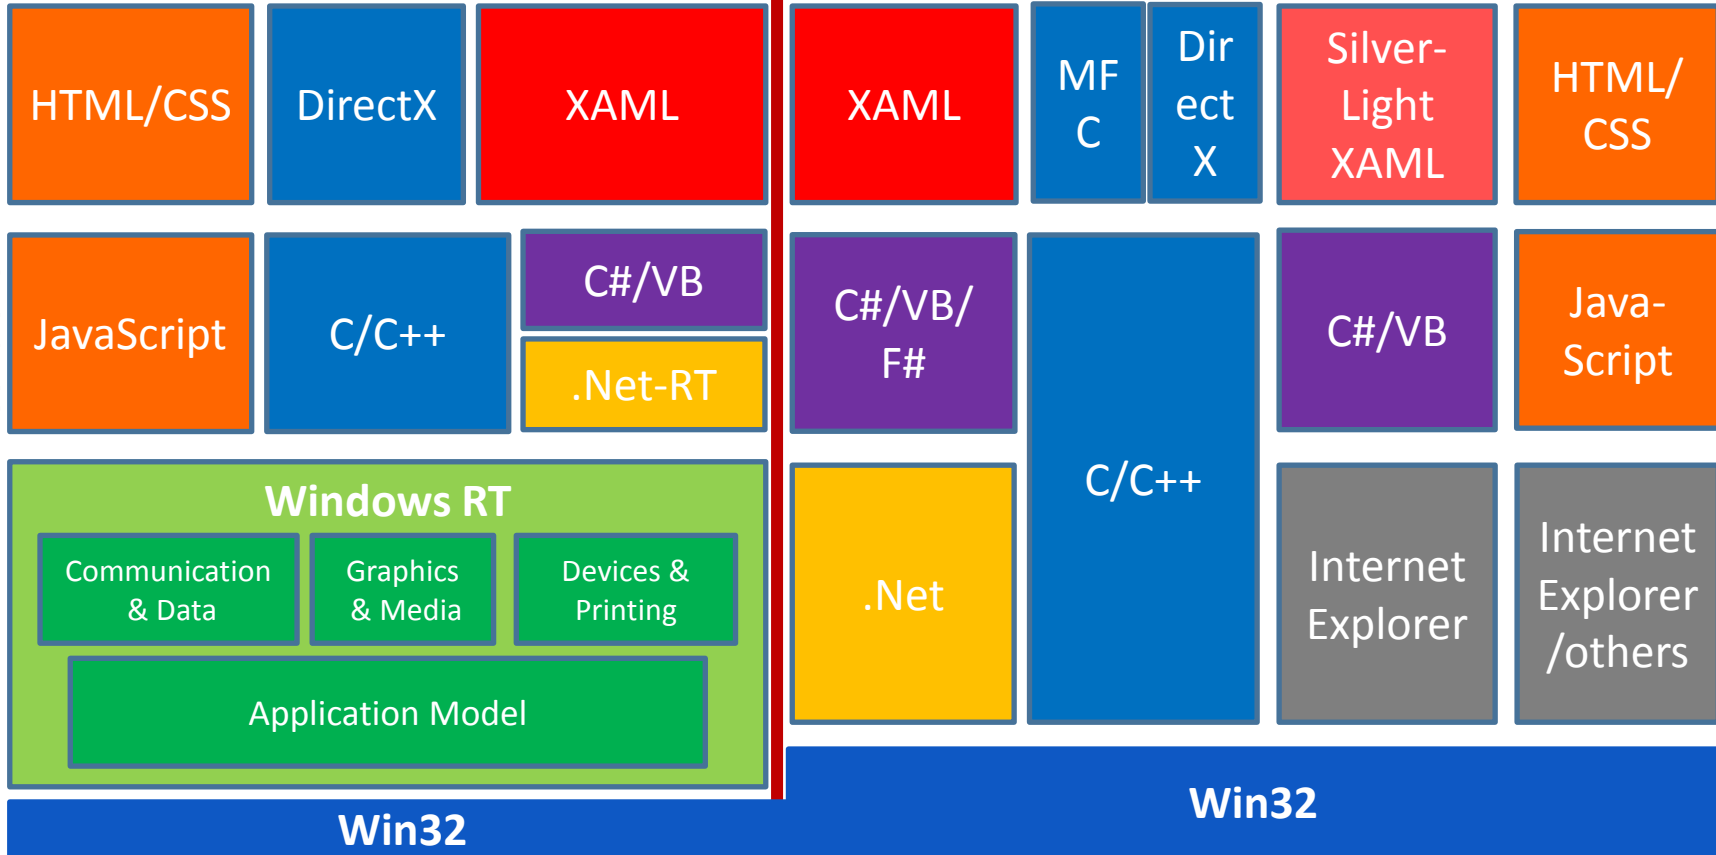 HTML/CSS
DirectX
XAML
XAML
MF
C
Dir
ect
X
Silver-
Light
XAML
HTML/
CSS
JavaScript
C/C++
C#/VB
.Net-RT
C#/VB/
F#
C/C++
C#/VB
Java-
Script
Windows RT
Communication
& Data
Graphics
& Media
Devices &
Printing
Application Model
.Net
Internet
Explorer
Internet
Explorer
/others
Win32
Win32